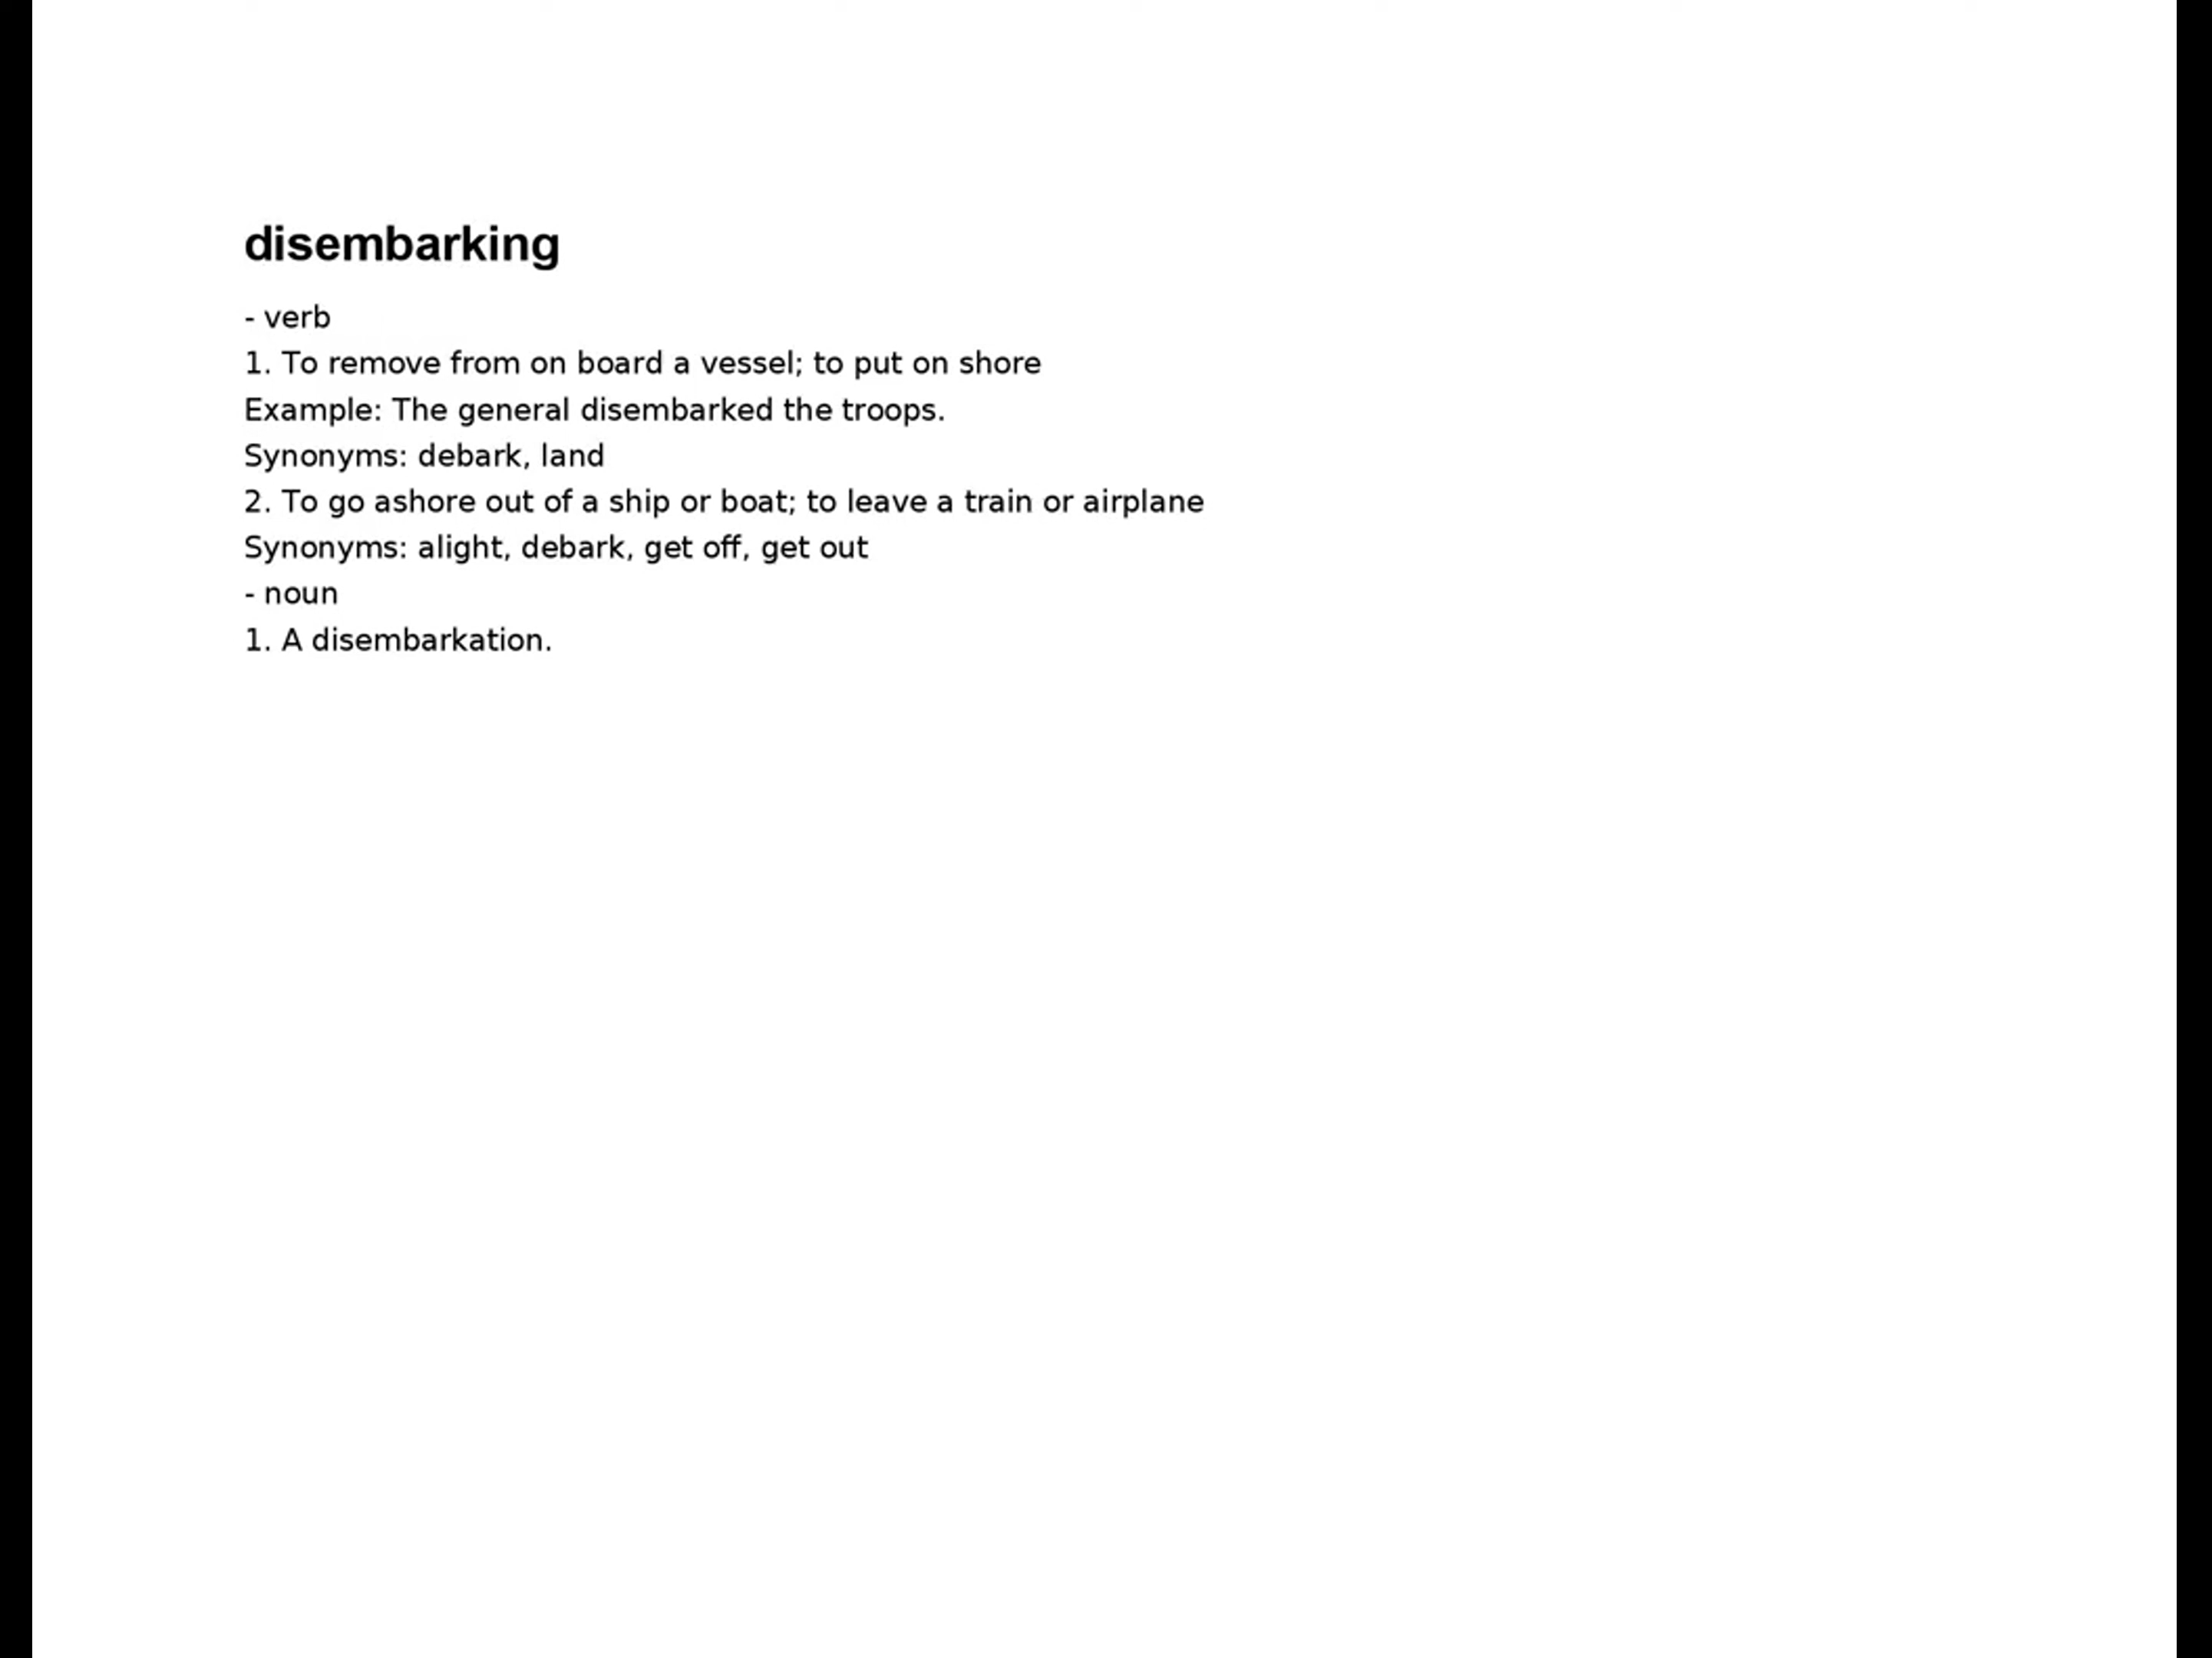 disembarking
- verb
1. To remove from on board a vessel; to put on shore
Example: The general disembarked the troops.
Synonyms: debark, land
2. To go ashore out of a ship or boat; to leave a train or airplane
Synonyms: alight, debark, get off, get out
- noun
1. A disembarkation.